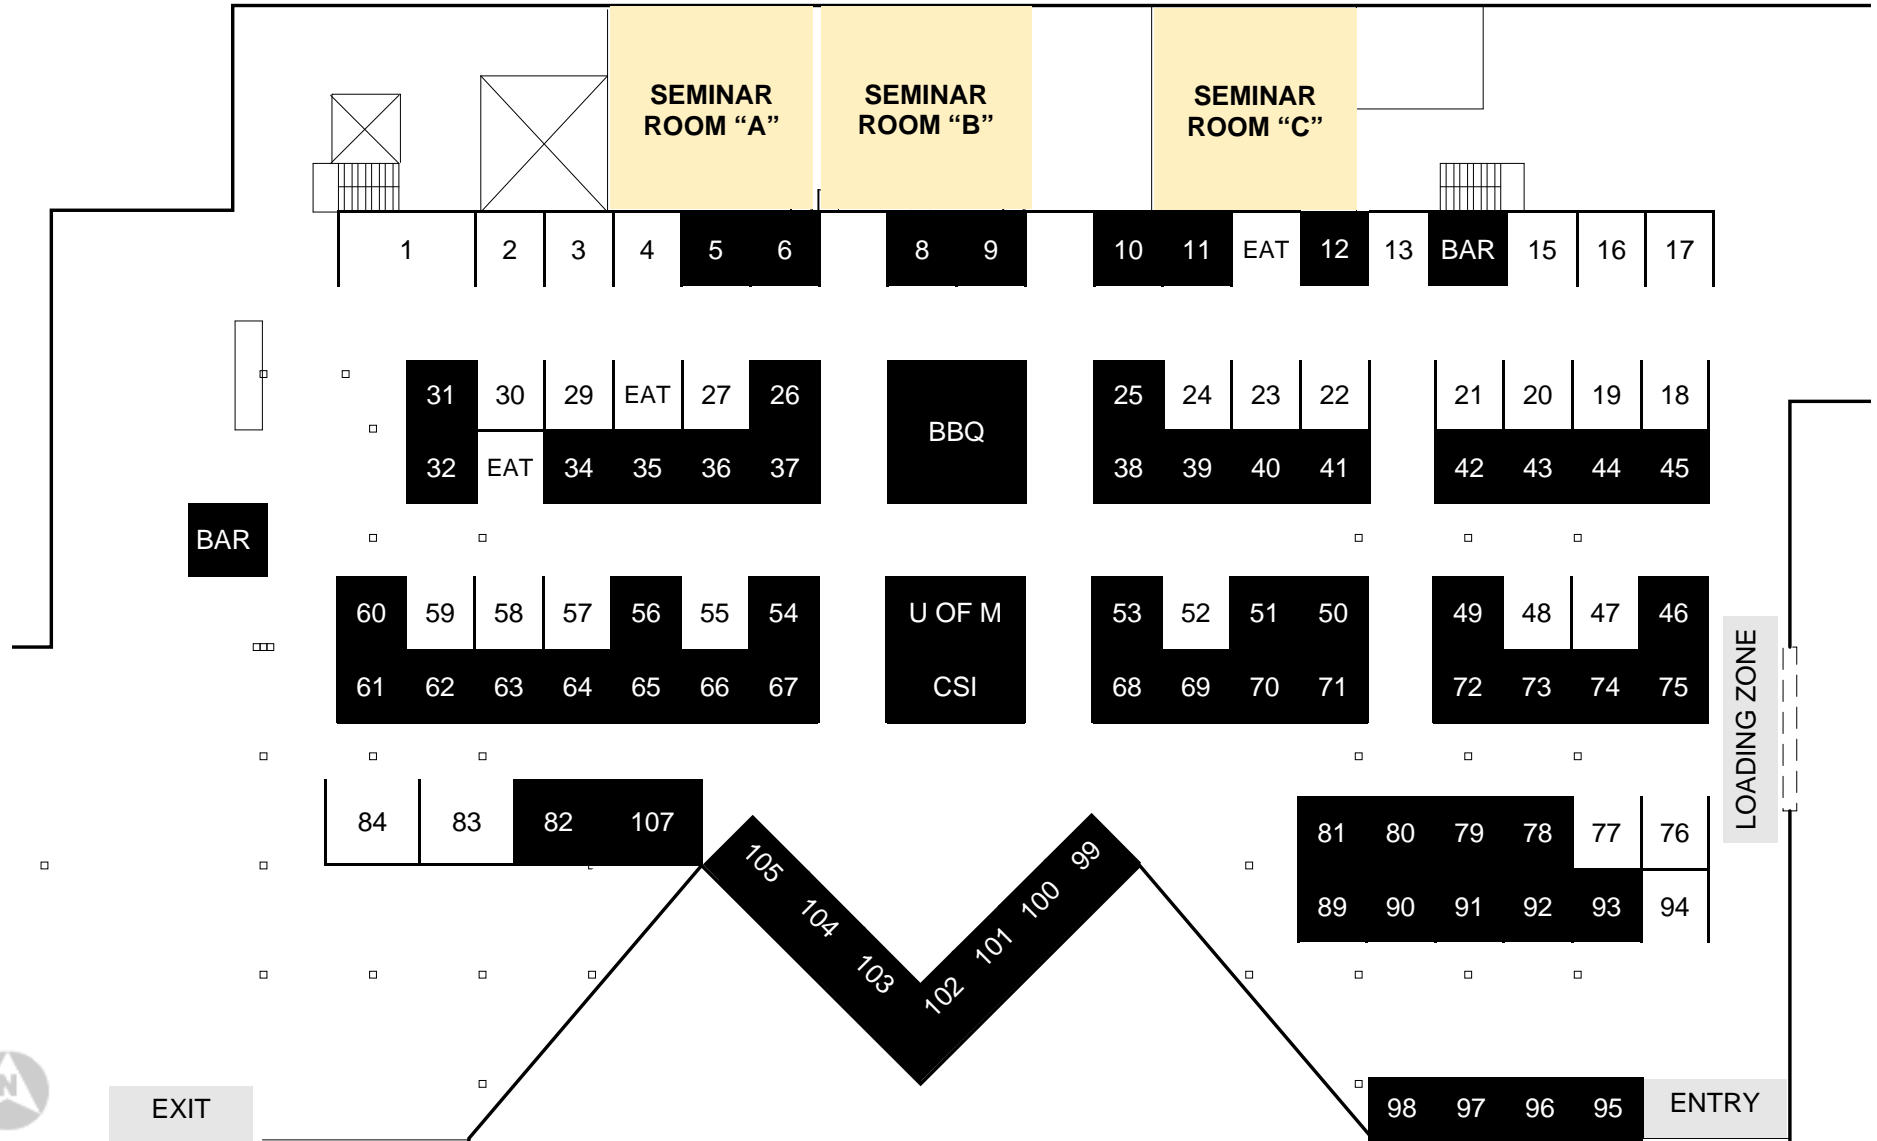 SEMINAR
ROOM “A”
SEMINAR
ROOM “B”
SEMINAR
ROOM “C”
1 2 3 4 5 6 8 9 10 11 EAT 12 13 BAR 15 16 17
31 30 29 EAT 27 26 BBQ 25 24 23 22 21 20 19 18
32 EAT 34 35 36 37 38 39 40 41 42 43 44 45
BAR
60 59 58 57 56 55 54 U OF M 53 52 51 50 49 48 47 46
61 62 63 64 65 66 67 CSI 68 69 70 71 72 73 74 75
LOADING ZONE
84 83 82 107
81 80 79 78 77 76
89 90 91 92 93 94
105
104
103
102
101
100
99
N
EXIT
98 97 96 95 ENTRY